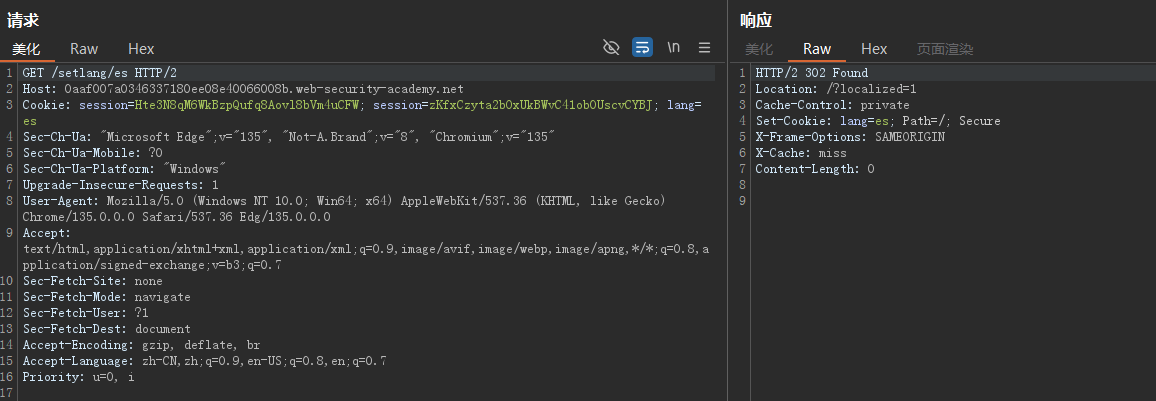 请求
美化 Raw Hex
\n
1 GET /setlang/es HTTP/2
2 Host: 0aaf007a0346337180ee08e40066008b.web-security-academy.net
3 Cookie: session=Hte3N8qM6WkBzpQufq8Aovl8bVm4uCFW; session=zKfxCzyta2bOxUkBWvC41obOUscvCYBJ; lang=
es
4 Sec-Ch-Ua: "Microsoft Edge";v="135", "Not-A.Brand";v="8", "Chromium";v="135"
5 Sec-Ch-Ua-Mobile: ?0
6 Sec-Ch-Ua-Platform: "Windows"
7 Upgrade-Insecure-Requests: 1
8 User-Agent: Mozilla/5.0 (Windows NT 10.0; Win64; x64) AppleWebKit/537.36 (KHTML, like Gecko)
Chrome/135.0.0.0 Safari/537.36 Edg/135.0.0.0
9 Accept:
text/html,application/xhtml+xml,application/xml;q=0.9,image/avif,image/webp,image/apng,*/*;q=0.8,a
pplication/signed-exchange;v=b3;q=0.7
10 Sec-Fetch-Site: none
11 Sec-Fetch-Mode: navigate
12 Sec-Fetch-User: ?1
13 Sec-Fetch-Dest: document
14 Accept-Encoding: gzip, deflate, br
15 Accept-Language: zh-CN,zh;q=0.9,en-US;q=0.8,en;q=0.7
16 Priority: u=0, i
17
响应
美化 Raw Hex 页面渲染
1 HTTP/2 302 Found
2 Location: /?localized=1
3 Cache-Control: private
4 Set-Cookie: lang=es; Path=/; Secure
5 X-Frame-Options: SAMEORIGIN
6 X-Cache: miss
7 Content-Length: 0
8
9